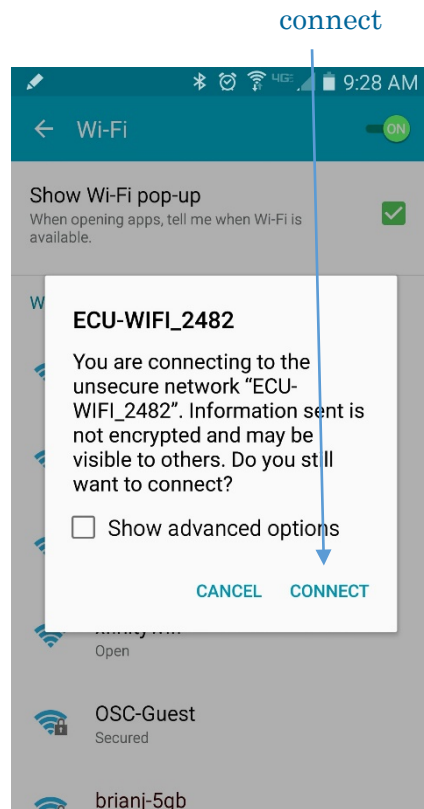 connect
4GE 9:28 AM
Wi-Fi
ON
Show Wi-Fi pop-up
When opening apps, tell me when Wi-Fi is
available.
W
ECU-WIFI_2482
You are connecting to the
unsecure network “ECU-
WIFI_2482”. Information sent is
not encrypted and may be
visible to others. Do you still
want to connect?
Show advanced options
CANCEL CONNECT
Open
OSC-Guest
Secured
brianj-5gb